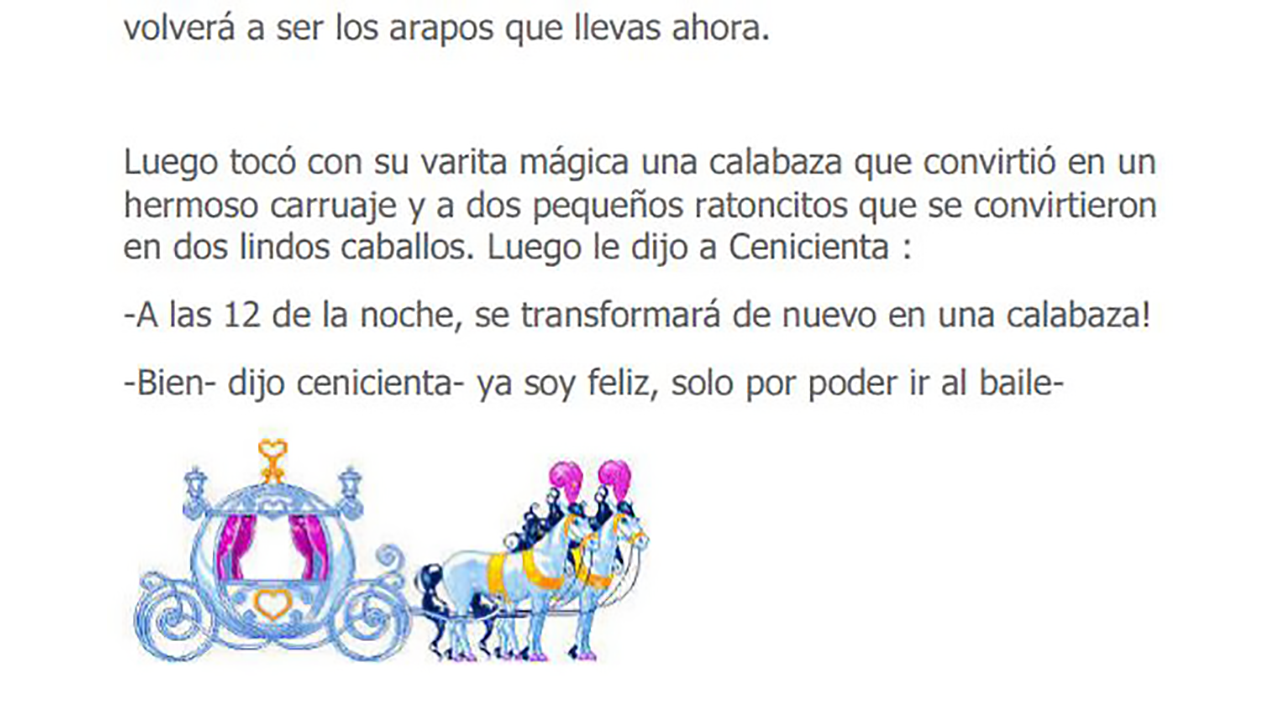 volverá a ser los arapos que llevas ahora.
Luego tocó con su varita mágica una calabaza que convirtió en un
hermoso carruaje y a dos pequeños ratoncitos que se convirtieron
en dos lindos caballos. Luego le dijo a Cenicienta :
-A las 12 de la noche, se transformará de nuevo en una calabaza!
-Bien- dijo cenicienta- ya soy feliz, solo por poder ir al baile-